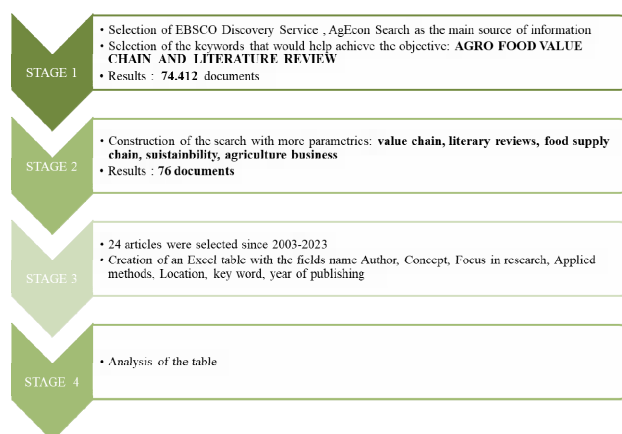 STAGE 1
• Selection of EBSCO Discovery Service , AgEcon Search as the main source of information
• Selection of the keywords that would help achieve the objective: AGRO FOOD VALUE
CHAIN AND LITERATURE REVIEW
• Results : 74.412 documents
STAGE 2
• Construction of the search with more parametrics: value chain, literary reviews, food supply
chain, suistainbility, agriculture business
• Results : 76 documents
STAGE 3
• 24 articles were selected since 2003-2023
• Creation of an Excel table with the fields name Author, Concept, Focus in research, Applied
methods, Location, key word, year of publishing
STAGE 4
• Analysis of the table